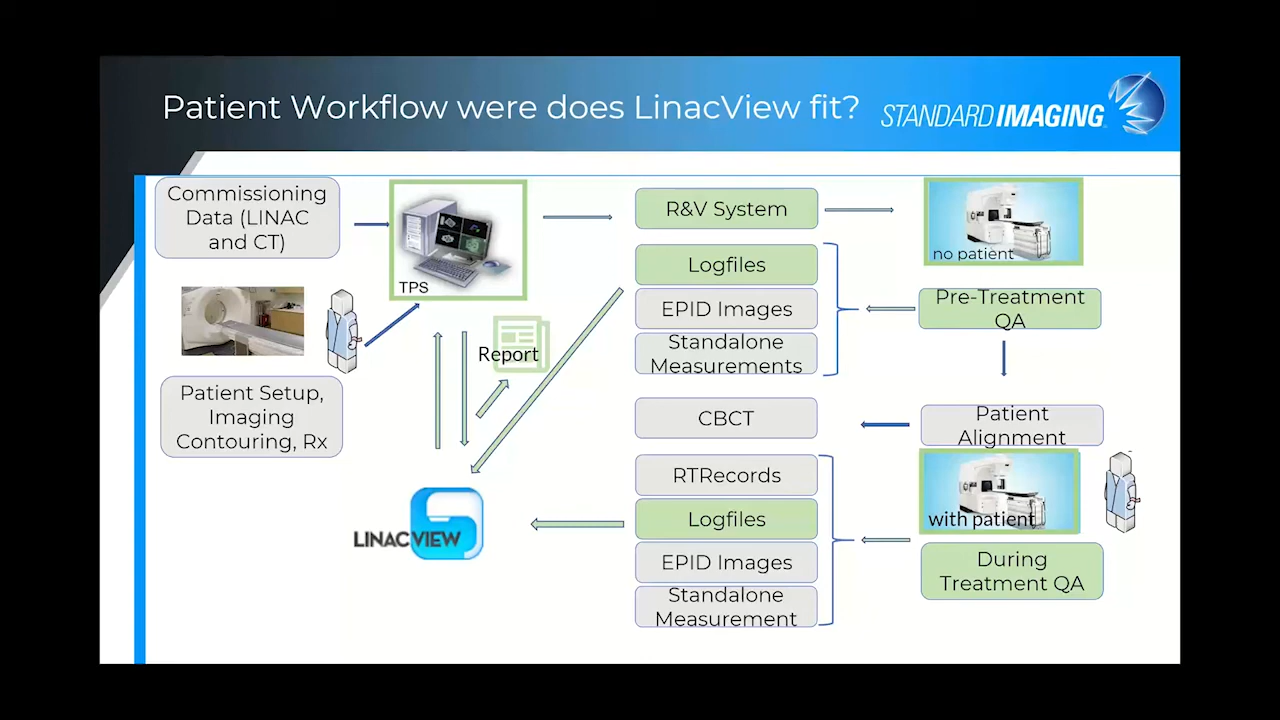 Patient Workflow were does LinacView fit?
STANDARD IMAGING
Commissioning
Data (LINAC
and CT)
TPS
R&V System
no patient
Logfiles
EPID Images
Standalone
Measurements
Pre-Treatment
QA
Report
Patient Setup,
Imaging
Contouring, Rx
CBCT
Patient
Alignment
RTRecords
Logfiles
EPID Images
Standalone
Measurement
with patient
During
Treatment QA
LINACVIEW